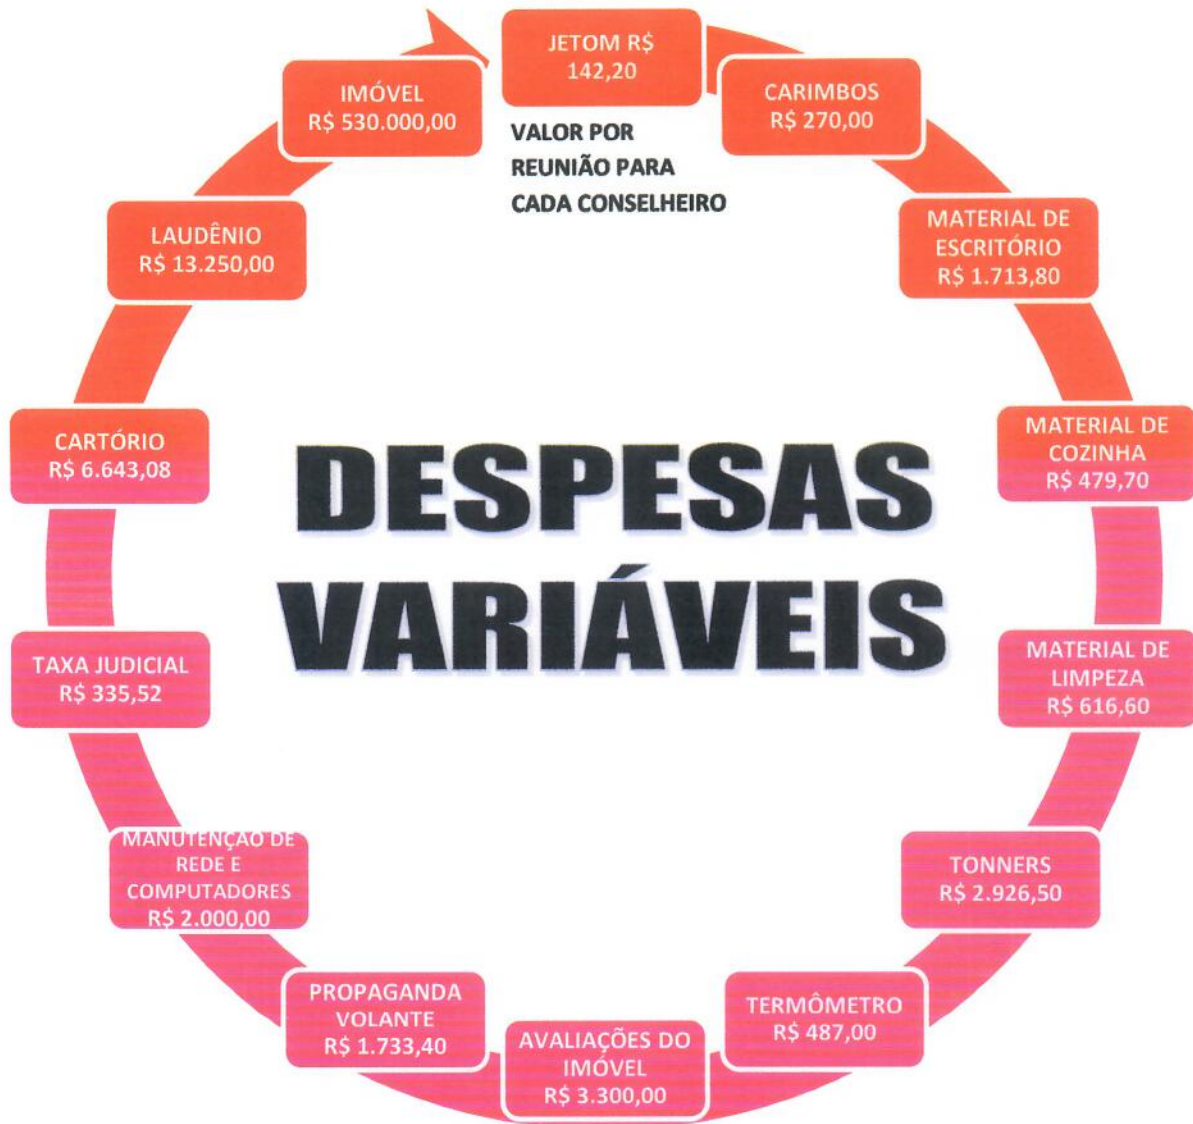 JETOM R$
142,20
VALOR POR
REUNIÃO PARA
CADA CONSELHEIRO
CARIMBOS
R$ 270,00
MATERIAL DE
ESCRITÓRIO
R$ 1.713,80
MATERIAL DE
COZINHA
R$ 479,70
MATERIAL DE
LIMPEZA
R$ 616,60
TONNERS
R$ 2.926,50
TERMÔMETRO
R$ 487,00
AVALIAÇÕES DO
IMÓVEL
R$ 3.300,00
PROPAGANDA
VOLANTE
R$ 1.733,40
MANUTENÇÃO DE
REDE E
COMPUTADORES
R$ 2.000,00
TAXA JUDICIAL
R$ 335,52
CARTÓRIO
R$ 6.643,08
LAUDÊNIO
R$ 13.250,00
IMÓVEL
R$ 530.000,00
DESPESAS
VARIÁVEIS